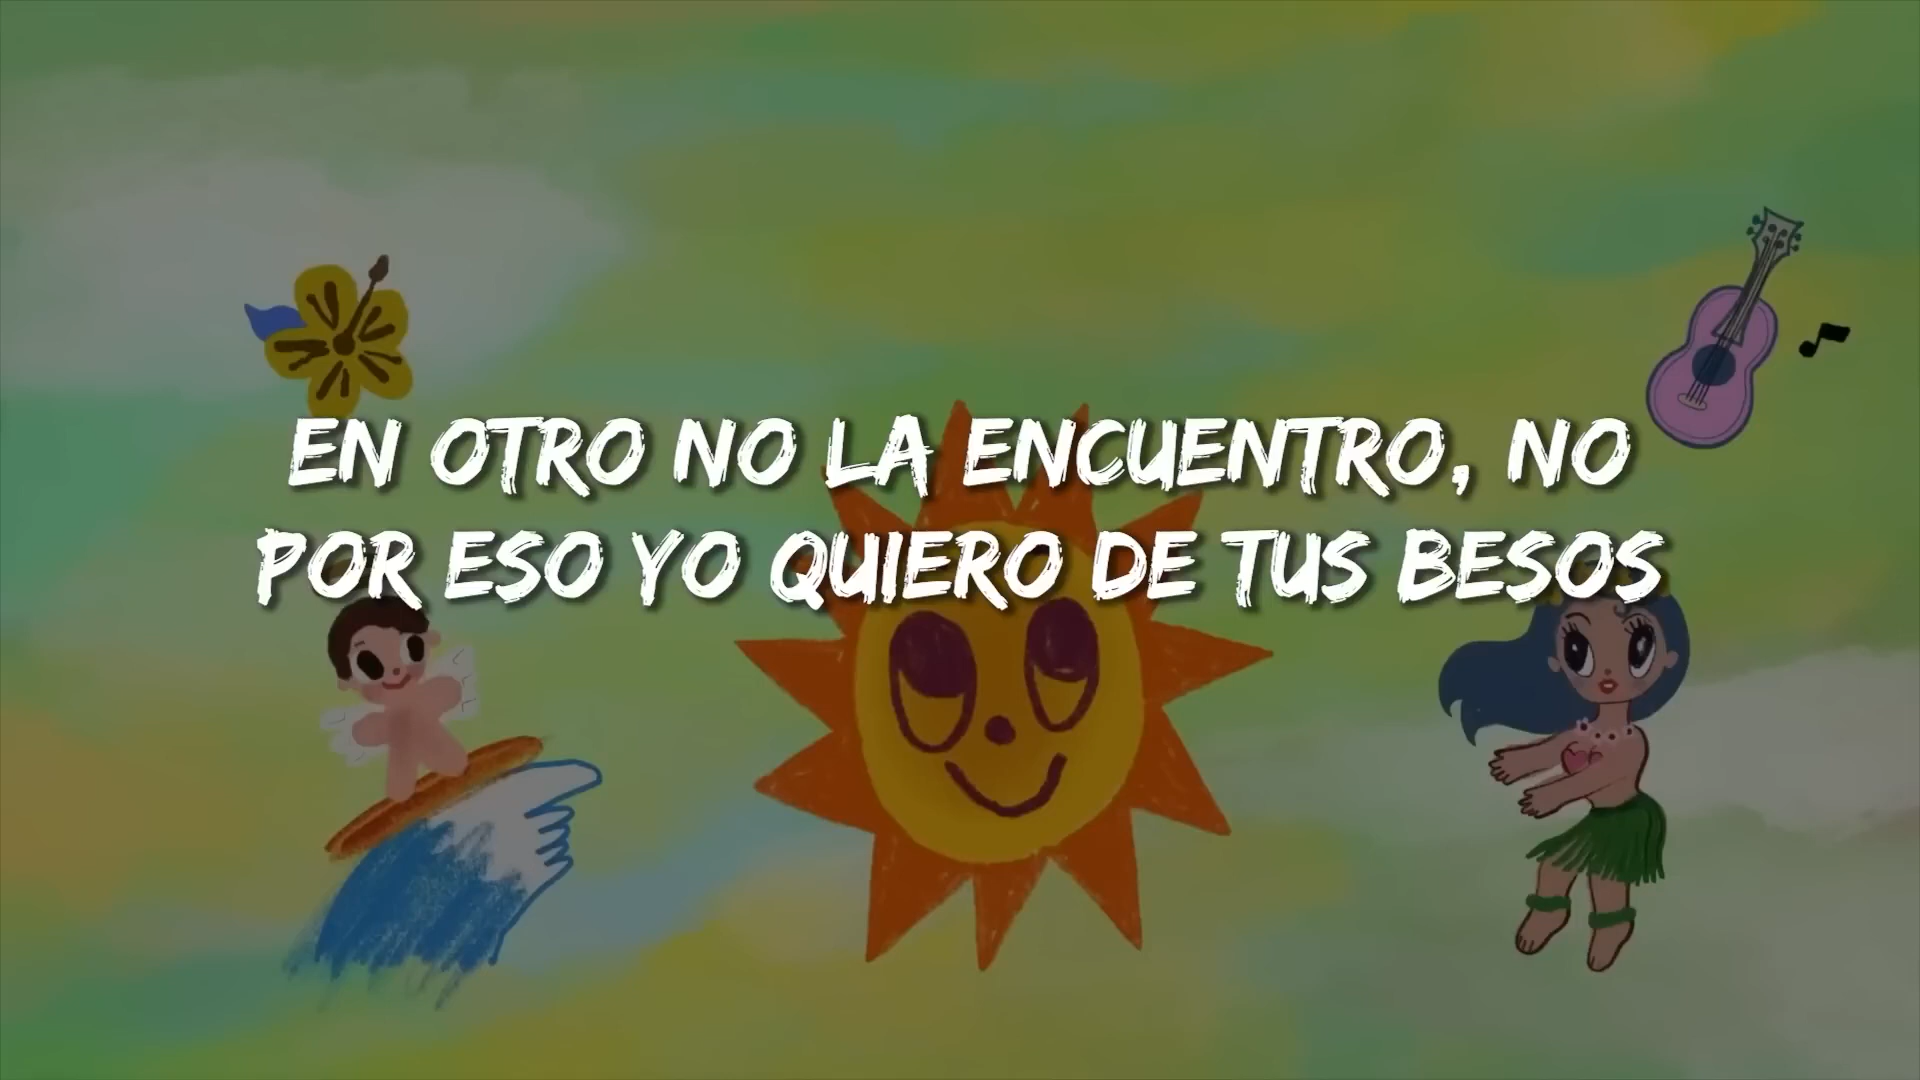 EN OTRO NO LA ENCUENTRO, NO
POR ESO YO QUIERO DE TUS BESOS